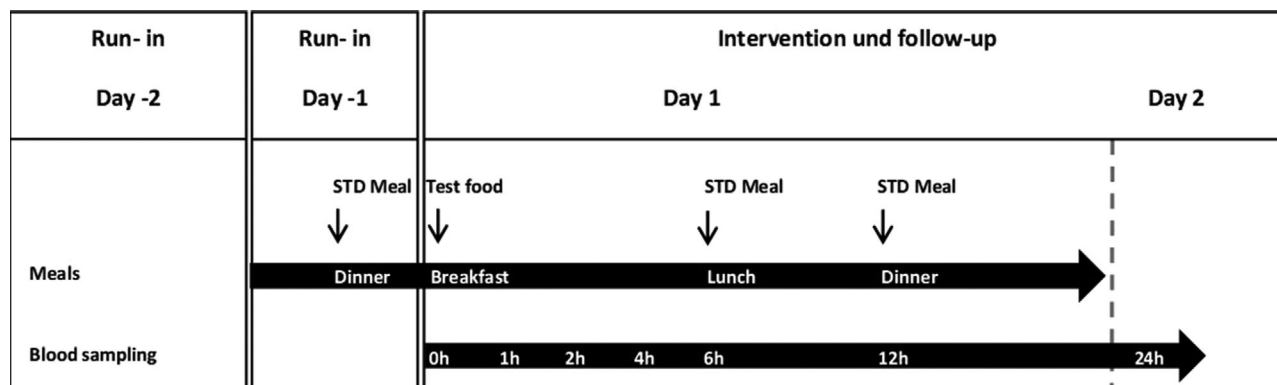 Run- in Run- in Intervention und follow-up
Day -2 Day -1 Day 1 Day 2
STD Meal Test food STD Meal STD Meal
Meals Dinner Breakfast Lunch Dinner
Blood sampling 0h 1h 2h 4h 6h 12h 24h